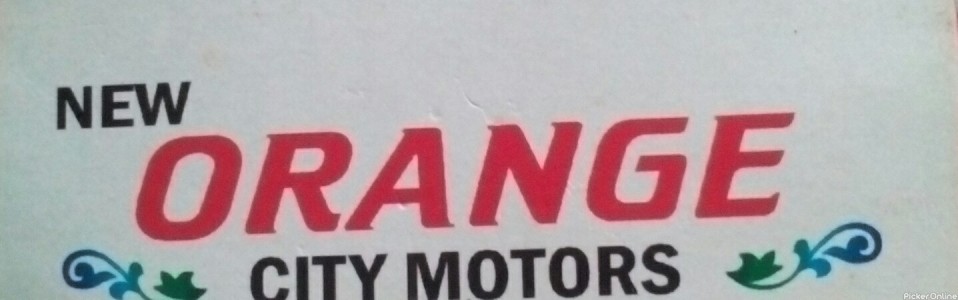 NEW
ORANGE
CITY MOTORS
Picker.Online